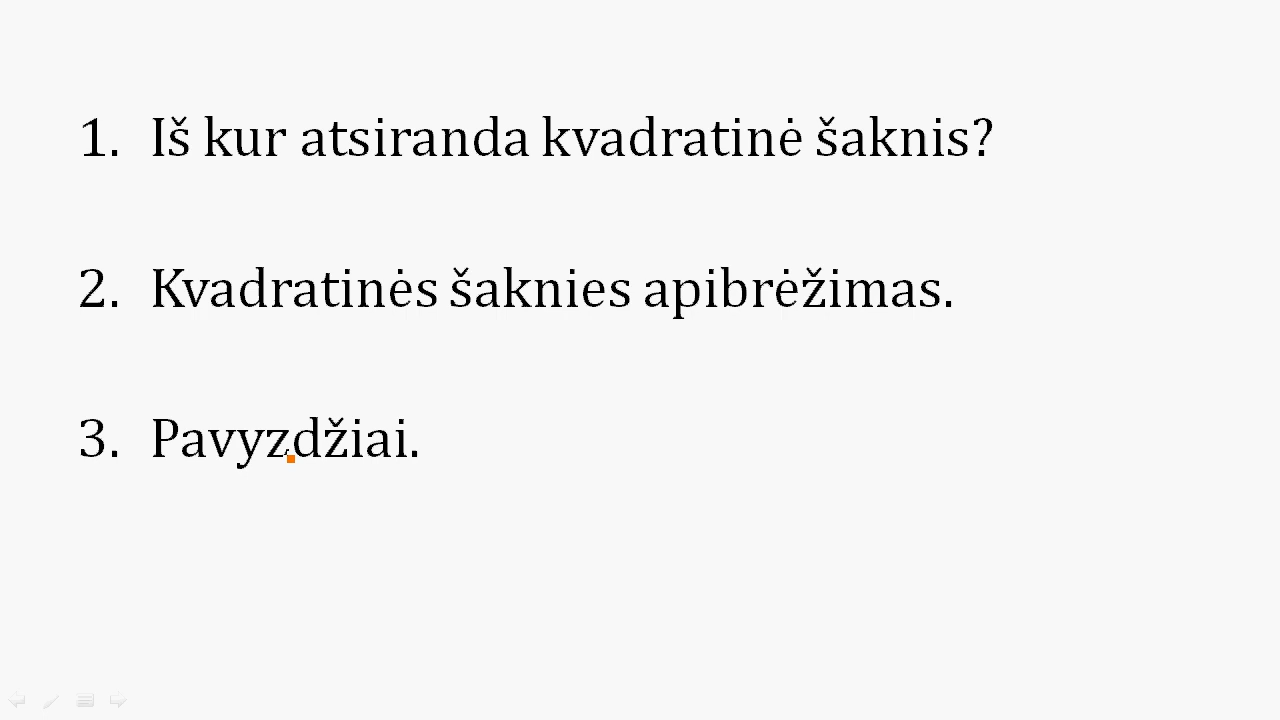 1. Iš kur atsiranda kvadratinė šaknis?
2. Kvadratinės šaknies apibrėžimas.
3. Pavyzdžiai.